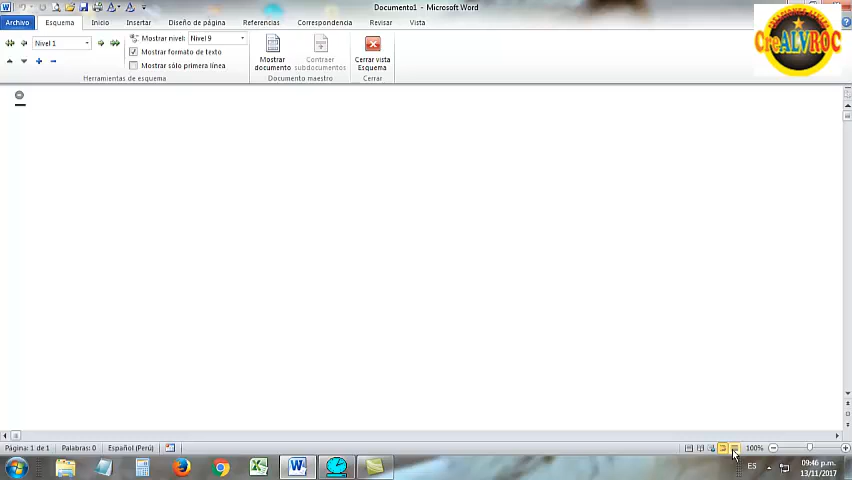 Documento1 - Microsoft Word
Archivo Esquema Inicio Insertar Diseño de página Referencias Correspondencia Revisar Vista
Nivel 1
Mostrar nivel: Nivel 9
Mostrar formato de texto
Mostrar sólo primera línea
Herramientas de esquema
Mostrar documento
Contraer subdocumentos
Documento maestro
Cerrar vista Esquema
Cerrar
CreALVROC
Página: 1 de 1 Palabras: 0 Español (Perú) 100%
ES 09:46 p.m.
13/11/2017